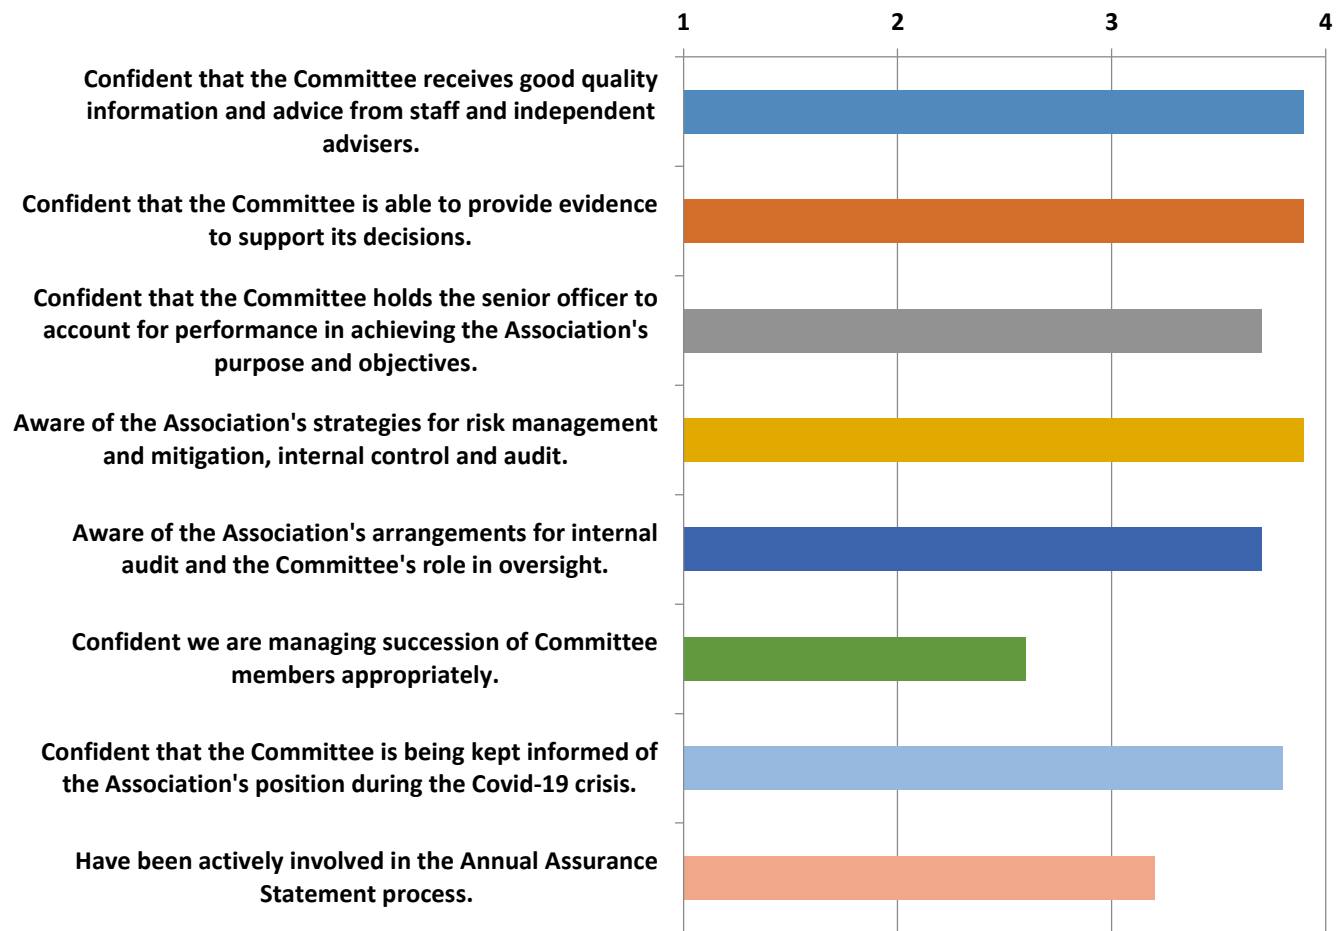 1 2 3 4
Confident that the Committee receives good quality
information and advice from staff and independent
advisers.
Confident that the Committee is able to provide evidence
to support its decisions.
Confident that the Committee holds the senior officer to
account for performance in achieving the Association's
purpose and objectives.
Aware of the Association's strategies for risk management
and mitigation, internal control and audit.
Aware of the Association's arrangements for internal
audit and the Committee's role in oversight.
Confident we are managing succession of Committee
members appropriately.
Confident that the Committee is being kept informed of
the Association's position during the Covid-19 crisis.
Have been actively involved in the Annual Assurance
Statement process.